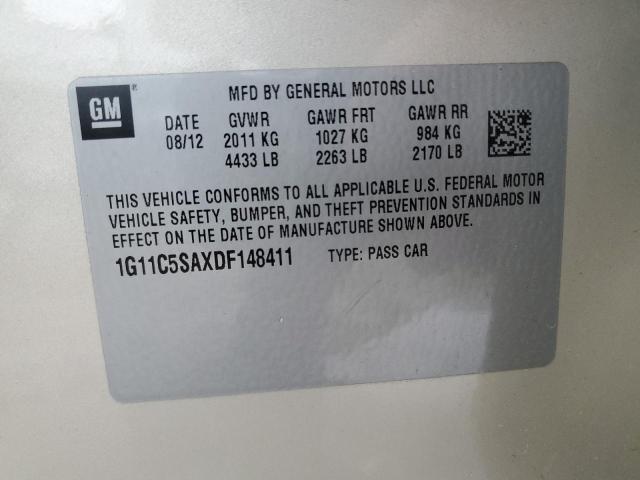 GM ®
MFD BY GENERAL MOTORS LLC
DATE GVWR GAWR FRT GAWR RR
08/12 2011 KG 1027 KG 984 KG
4433 LB 2263 LB 2170 LB
THIS VEHICLE CONFORMS TO ALL APPLICABLE U.S. FEDERAL MOTOR
VEHICLE SAFETY, BUMPER, AND THEFT PREVENTION STANDARDS IN
EFFECT ON THE DATE OF MANUFACTURE SHOWN ABOVE.
1G11C5SAXDF148411 TYPE: PASS CAR